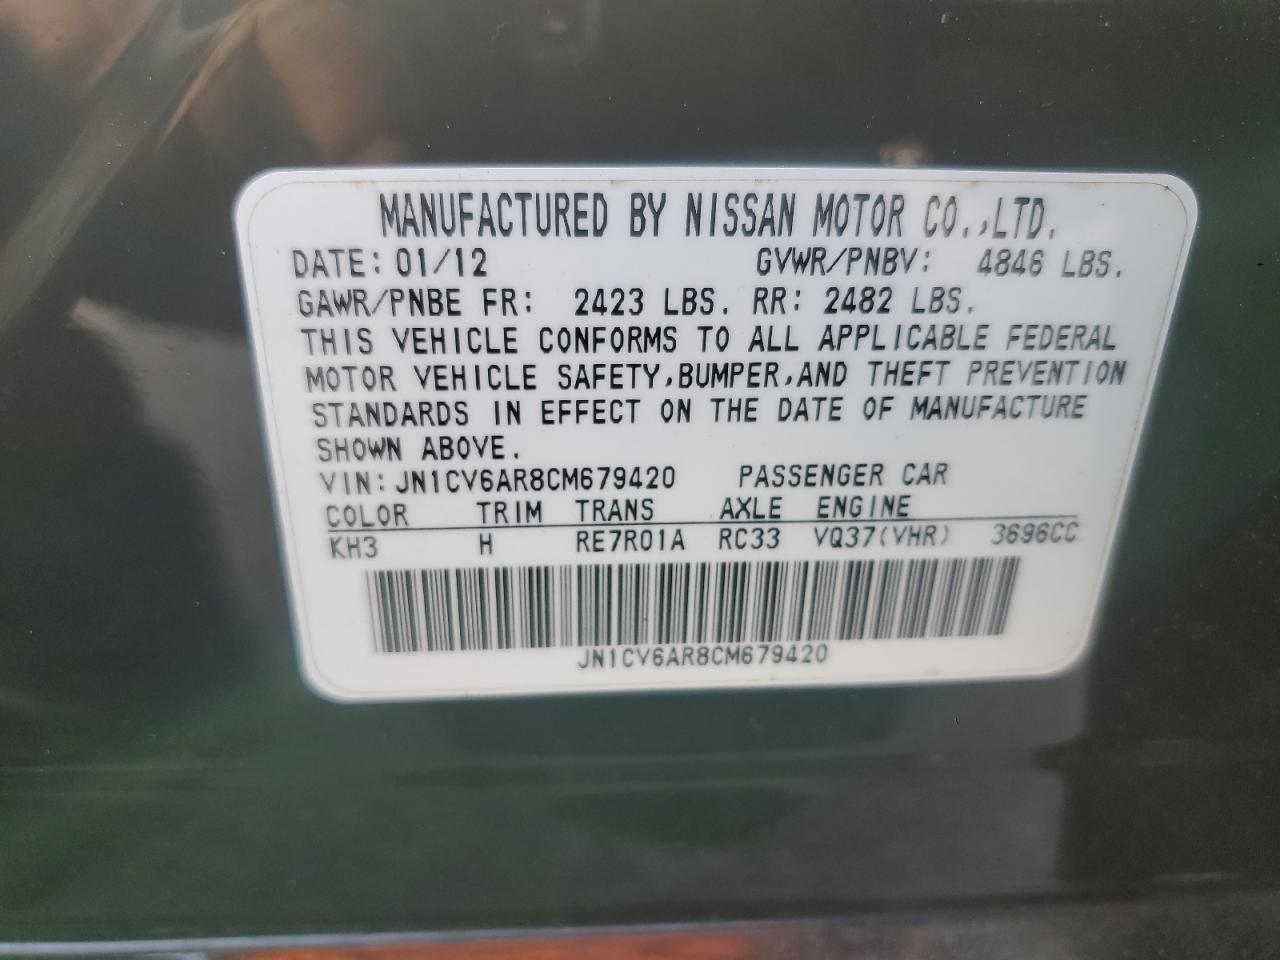 MANUFACTURED BY NISSAN MOTOR CO.,LTD.
DATE: 01/12 GVWR/PNBV: 4846 LBS.
GAWR/PNBE FR: 2423 LBS. RR: 2482 LBS.
THIS VEHICLE CONFORMS TO ALL APPLICABLE FEDERAL
MOTOR VEHICLE SAFETY,BUMPER,AND THEFT PREVENTION
STANDARDS IN EFFECT ON THE DATE OF MANUFACTURE
SHOWN ABOVE.
VIN: JN1CV6AR8CM679420 PASSENGER CAR
COLOR TRIM TRANS AXLE ENGINE
KH3 H RE7R01A RC33 VQ37(VHR) 3696CC
JN1CV6AR8CM679420